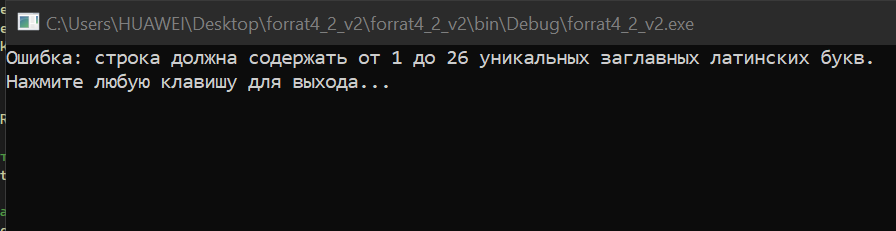 C:\Users\HUAWEI\Desktop\forrat4_2_v2\forrat4_2_v2\bin\Debug\forrat4_2_v2.exe
Ошибка: строка должна содержать от 1 до 26 уникальных заглавных латинских букв.
Нажмите любую клавишу для выхода...